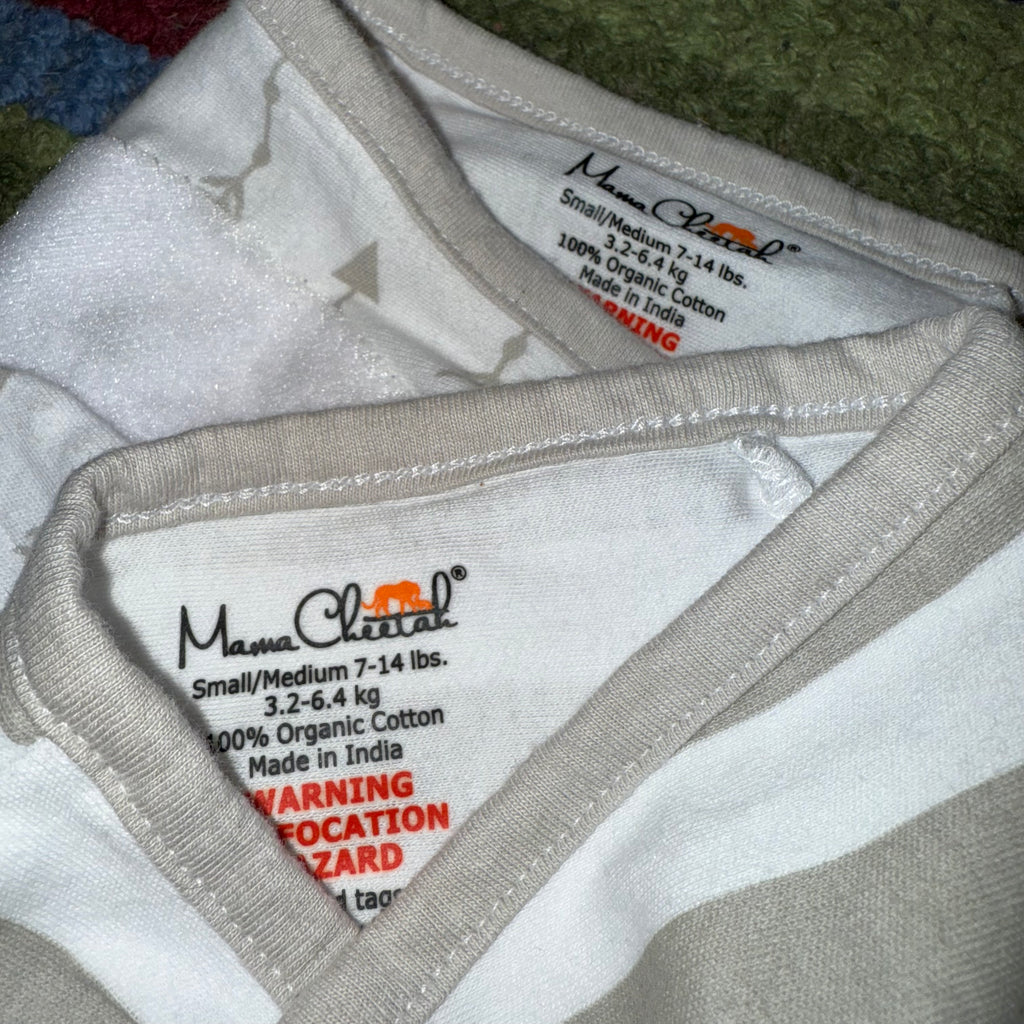 Mama Cheetah®
Small/Medium 7-14 lbs.
3.2-6.4 kg
100% Organic Cotton
Made in India
WARNING
Mama Cheetah®
Small/Medium 7-14 lbs.
3.2-6.4 kg
100% Organic Cotton
Made in India
WARNING
FOCATION
ZARD
tags